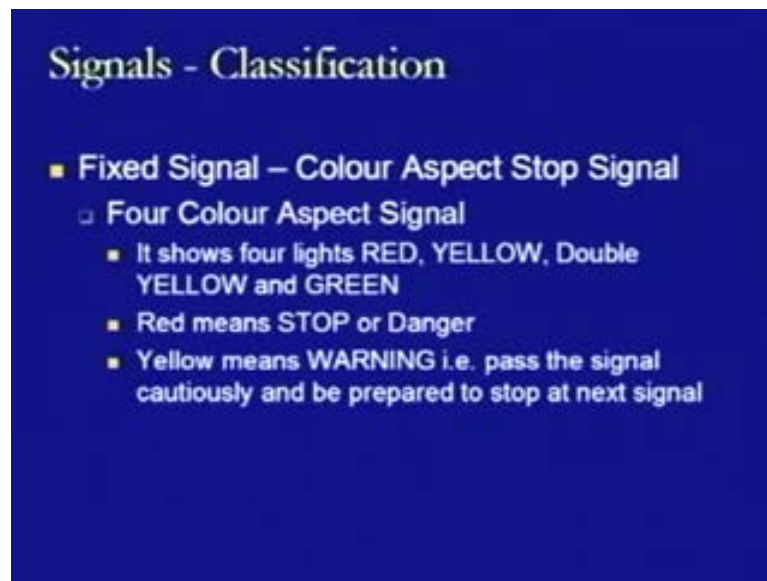 Signals - Classification
Fixed Signal – Colour Aspect Stop Signal
Four Colour Aspect Signal
It shows four lights RED, YELLOW, Double
YELLOW and GREEN
Red means STOP or Danger
Yellow means WARNING i.e. pass the signal
cautiously and be prepared to stop at next signal